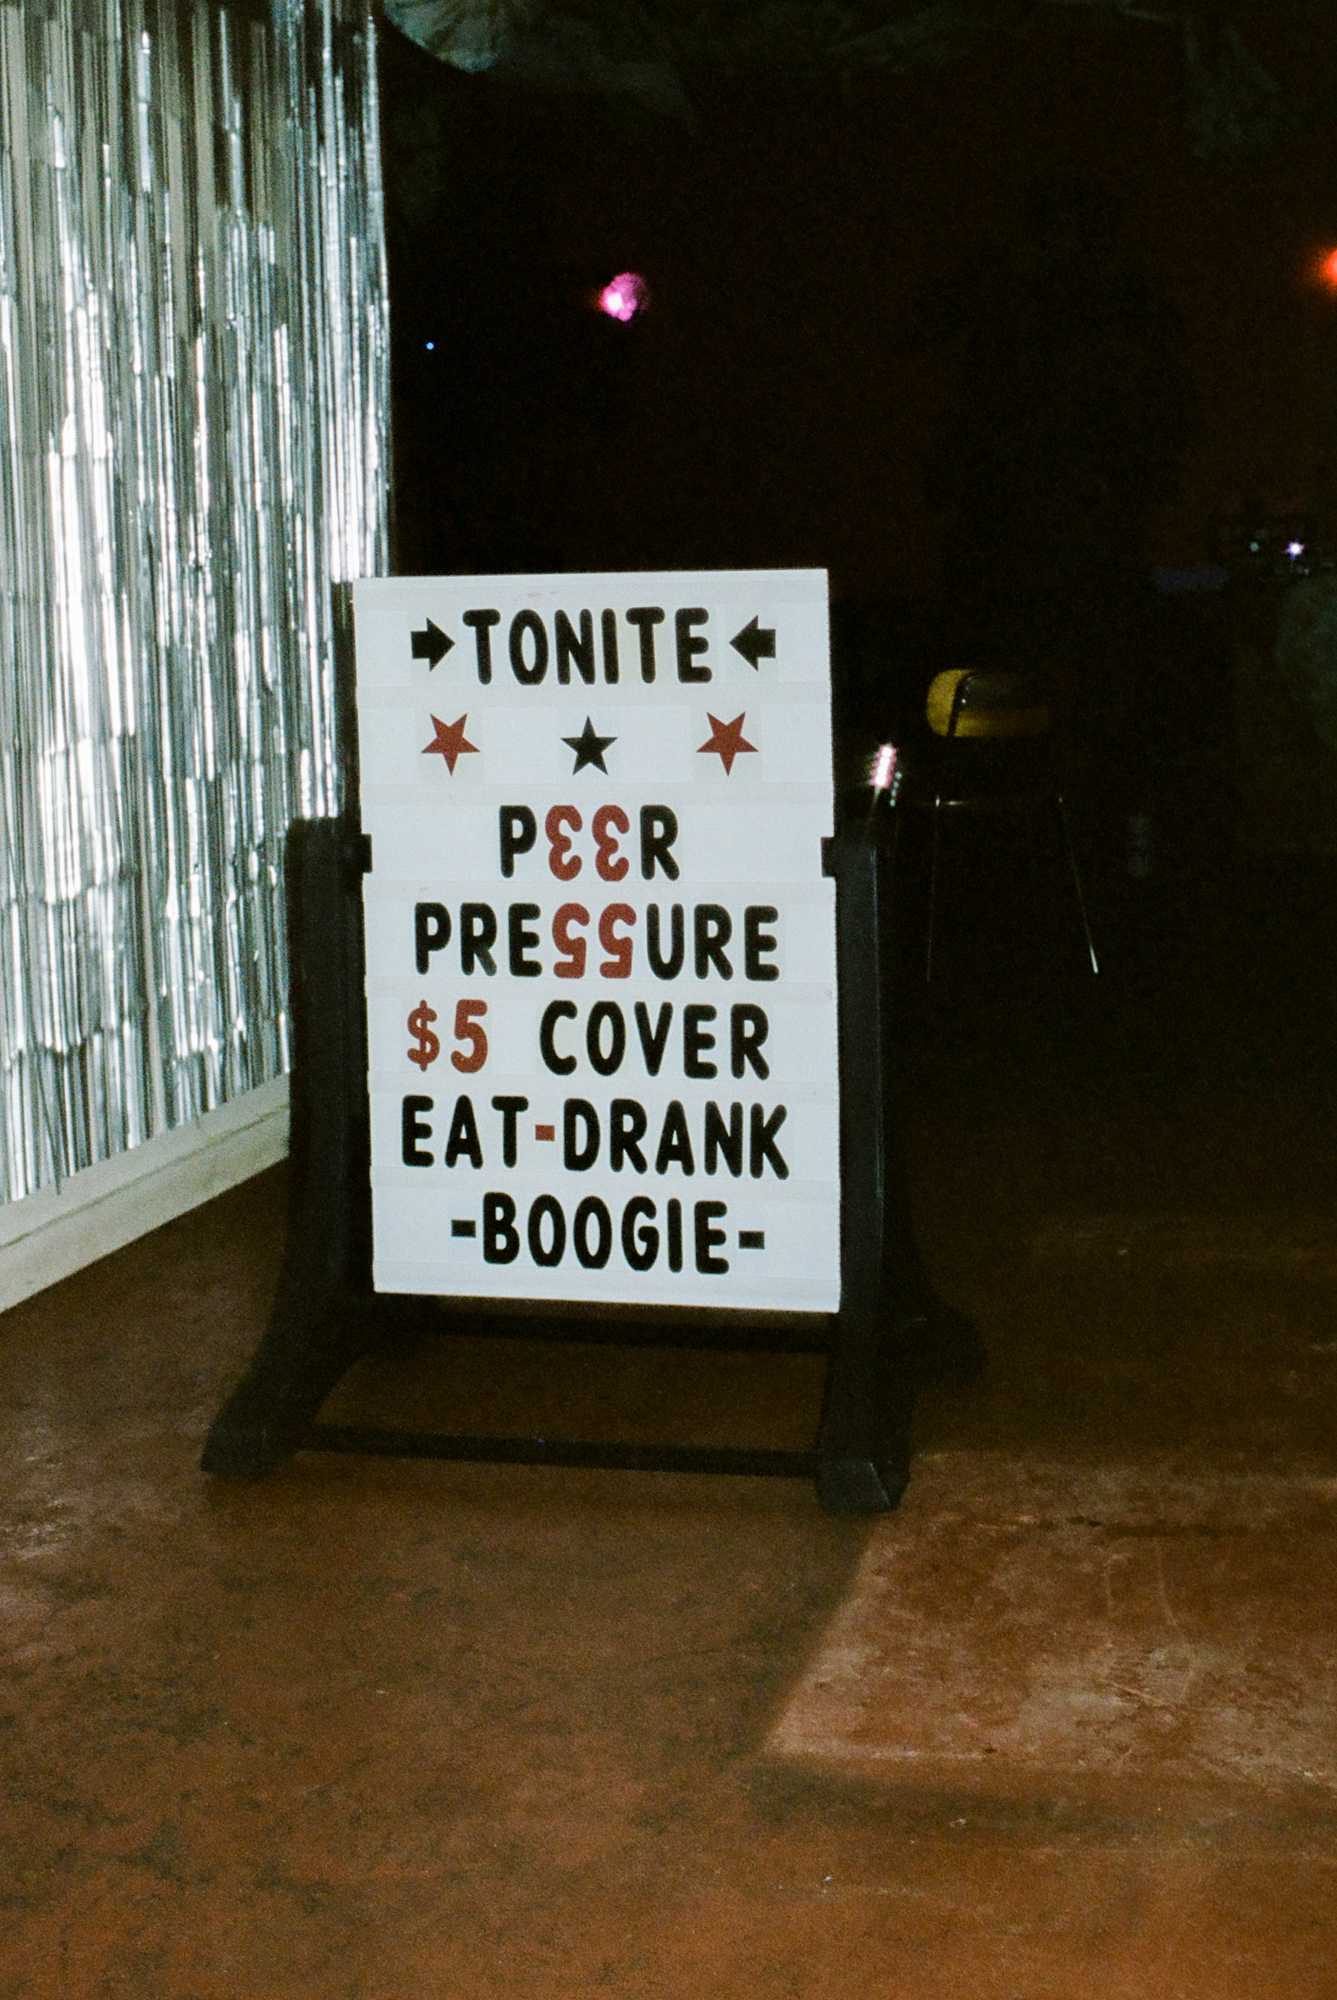 TONITE
PEER
PRESSURE
$5 COVER
EAT-DRANK
-BOOGIE-